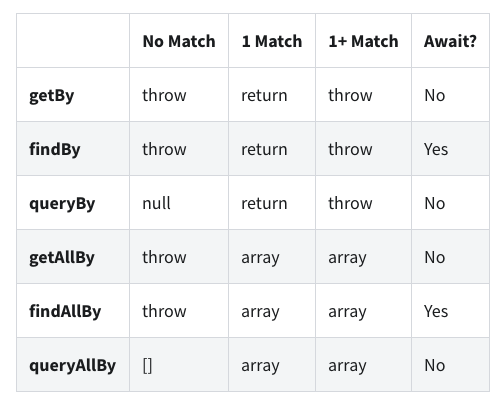 No Match 1 Match 1+ Match Await?
getBy throw return throw No
findBy throw return throw Yes
queryBy null return throw No
getAllBy throw array array No
findAllBy throw array array Yes
queryAllBy [] array array No